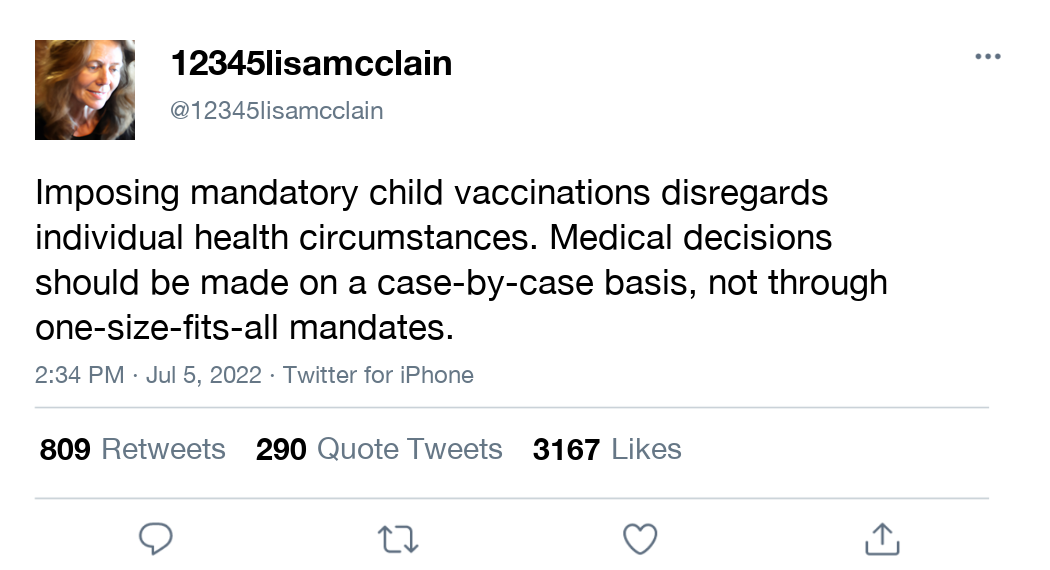 12345lisamcclain
@12345lisamcclain
Imposing mandatory child vaccinations disregards
individual health circumstances. Medical decisions
should be made on a case-by-case basis, not through
one-size-fits-all mandates.
2:34 PM · Jul 5, 2022 · Twitter for iPhone
809 Retweets 290 Quote Tweets 3167 Likes